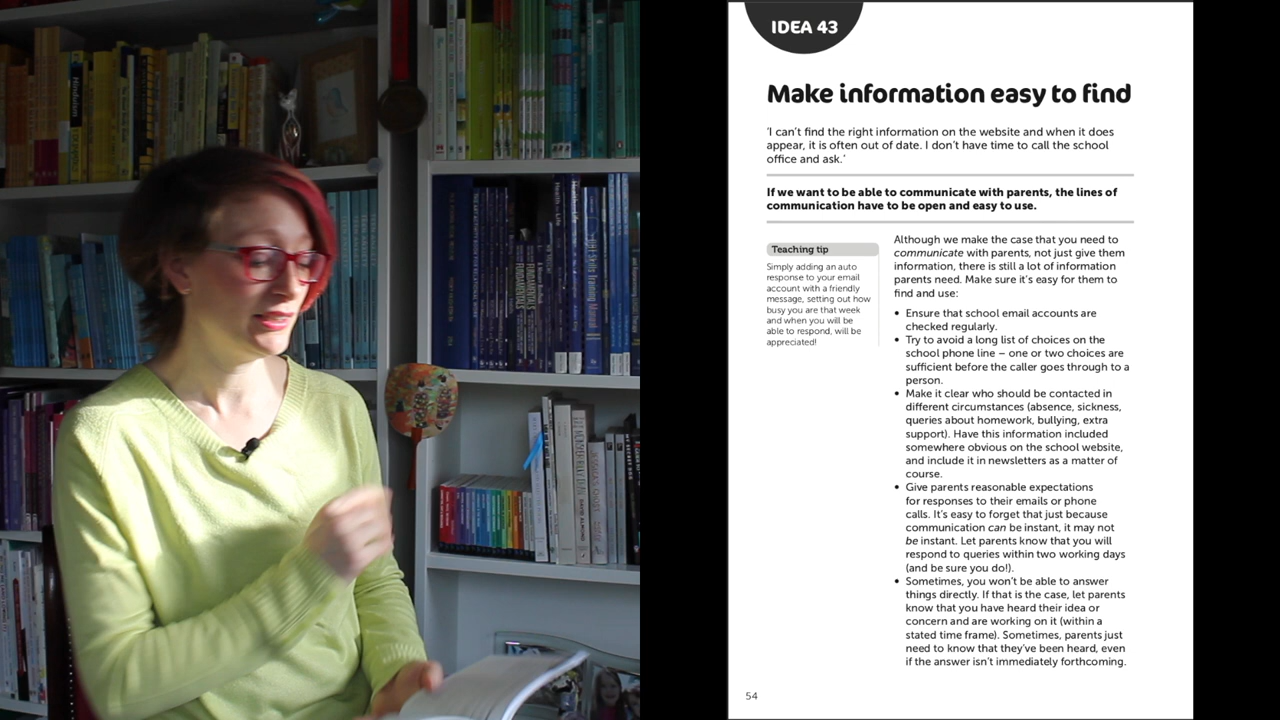 Hinduism
FUNDAMENTALS
FUNDAMENTALS
Health for Life
Health for Life
Skills Training Manual
DAVID ALMOND
IDEA 43
Make information easy to find
‘I can’t find the right information on the website and when it does
appear, it is often out of date. I don’t have time to call the school
office and ask.’
If we want to be able to communicate with parents, the lines of
communication have to be open and easy to use.
Teaching tip
Simply adding an auto
response to your email
account with a friendly
message, setting out how
busy you are that week
and when you will be
able to respond, will be
appreciated!
Although we make the case that you need to
communicate with parents, not just give them
information, there is still a lot of information
parents need. Make sure it’s easy for them to
find and use:
• Ensure that school email accounts are
checked regularly.
• Try to avoid a long list of choices on the
school phone line – one or two choices are
sufficient before the caller goes through to a
person.
• Make it clear who should be contacted in
different circumstances (absence, sickness,
queries about homework, bullying, extra
support). Have this information included
somewhere obvious on the school website,
and include it in newsletters as a matter of
course.
• Give parents reasonable expectations
for responses to their emails or phone
calls. It’s easy to forget that just because
communication can be instant, it may not
be instant. Let parents know that you will
respond to queries within two working days
(and be sure you do!).
• Sometimes, you won’t be able to answer
things directly. If that is the case, let parents
know that you have heard their idea or
concern and are working on it (within a
stated time frame). Sometimes, parents just
need to know that they’ve been heard, even
if the answer isn’t immediately forthcoming.
54